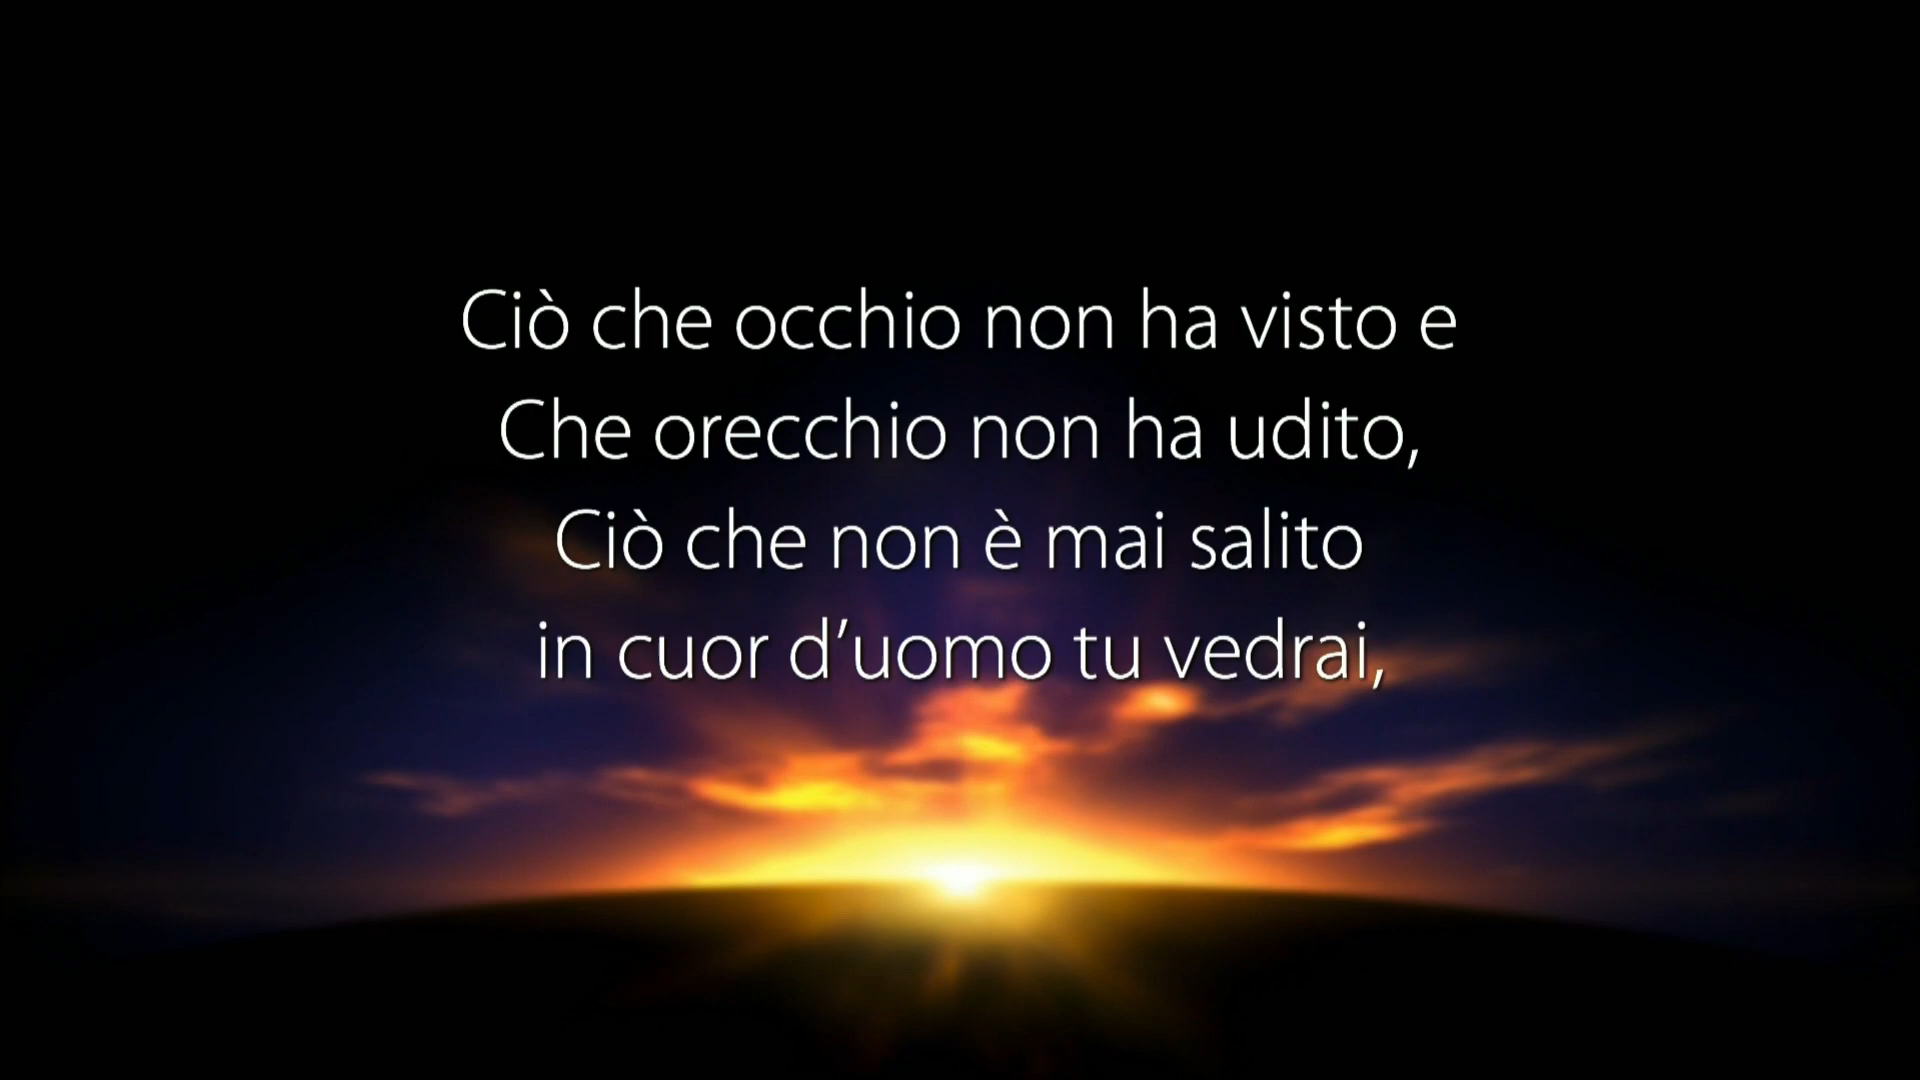 Ciò che occhio non ha visto e
Che orecchio non ha udito,
Ciò che non è mai salito
in cuor d’uomo tu vedrai,